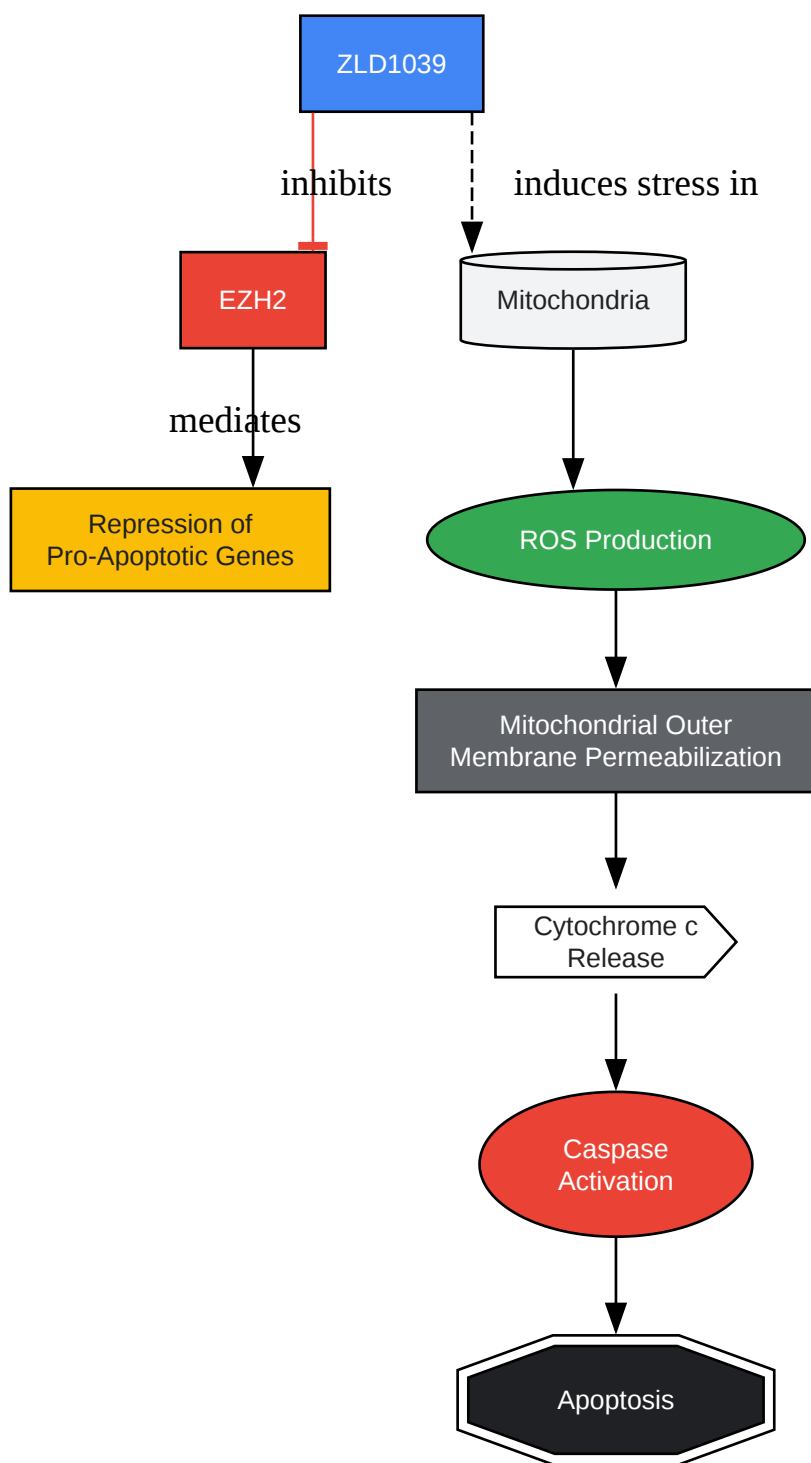 ZLD1039
inhibits
induces stress in
EZH2
Mitochondria
mediates
Repression of
Pro-Apoptotic Genes
ROS Production
Mitochondrial Outer
Membrane Permeabilization
Cytochrome c
Release
Caspase
Activation
Apoptosis